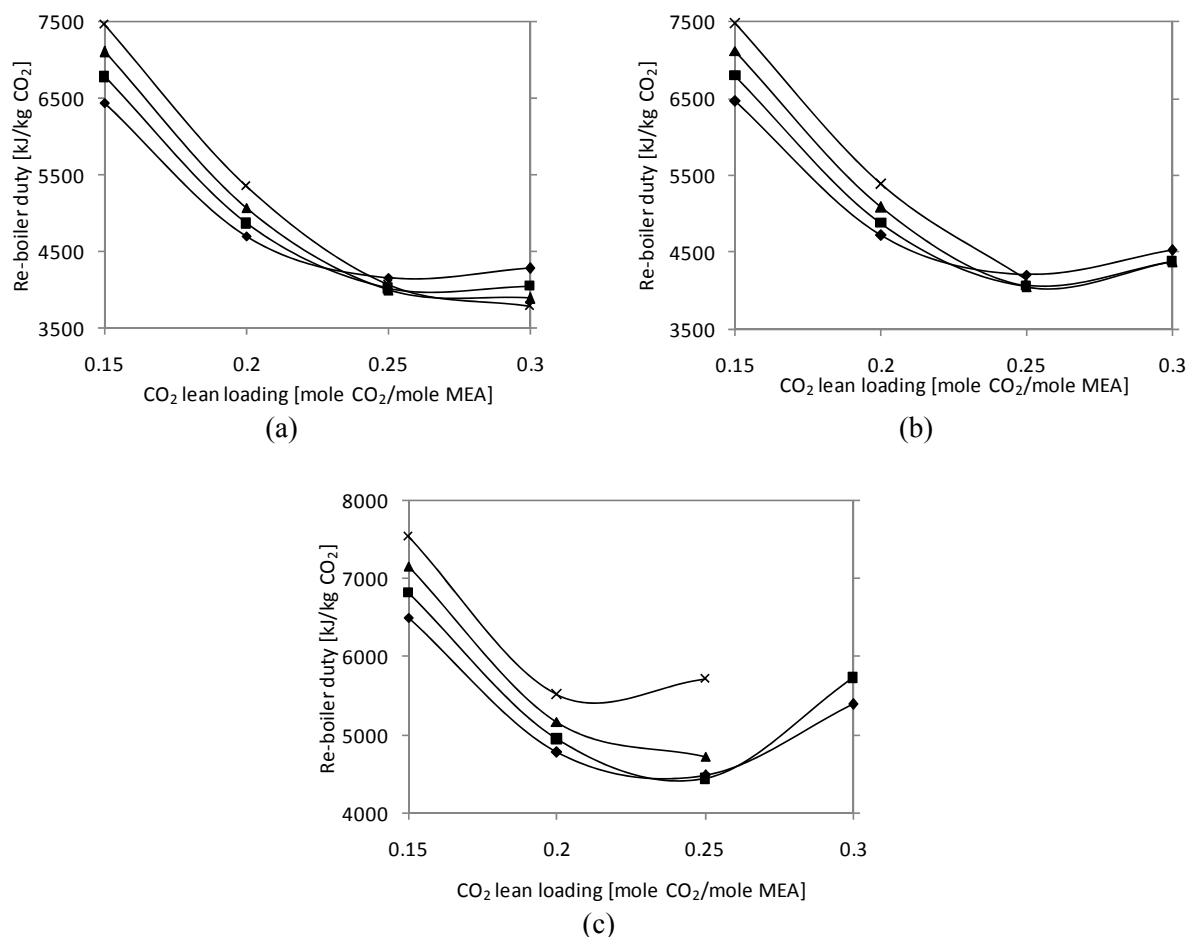 7500
6500
5500
4500
3500
Re-boiler duty [kJ/kg CO₂]
0.15 0.2 0.25 0.3
CO₂ lean loading [mole CO₂/mole MEA]
(a)
7500
6500
5500
4500
3500
Re-boiler duty [kJ/kg CO₂]
0.15 0.2 0.25 0.3
CO₂ lean loading [mole CO₂/mole MEA]
(b)
8000
7000
6000
5000
4000
Re-boiler duty [kJ/kg CO₂]
0.15 0.2 0.25 0.3
CO₂ lean loading [mole CO₂/mole MEA]
(c)